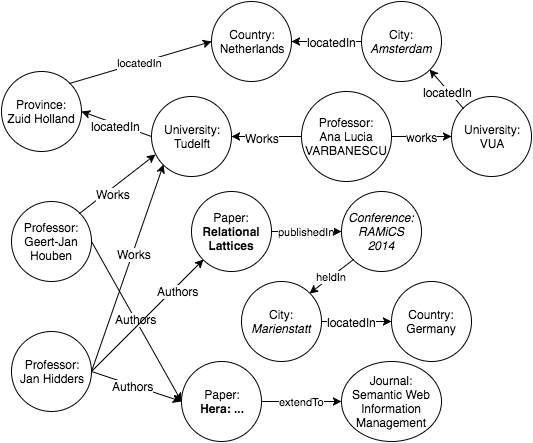 Country:
Netherlands
locatedIn
City:
Amsterdam
locatedIn
locatedIn
Province:
Zuid Holland
locatedIn
University:
Tudelft
Works
Professor:
Ana Lucia
VARBANESCU
works
University:
VUA
Works
Professor:
Geert-Jan
Houben
Works
Paper:
Relational
Lattices
publishedIn
Conference:
RAMiCS
2014
heldIn
Authors
City:
Marienstatt
locatedIn
Country:
Germany
Authors
Professor:
Jan Hidders
Authors
Paper:
Hera: ...
extendTo
Journal:
Semantic Web
Information
Management